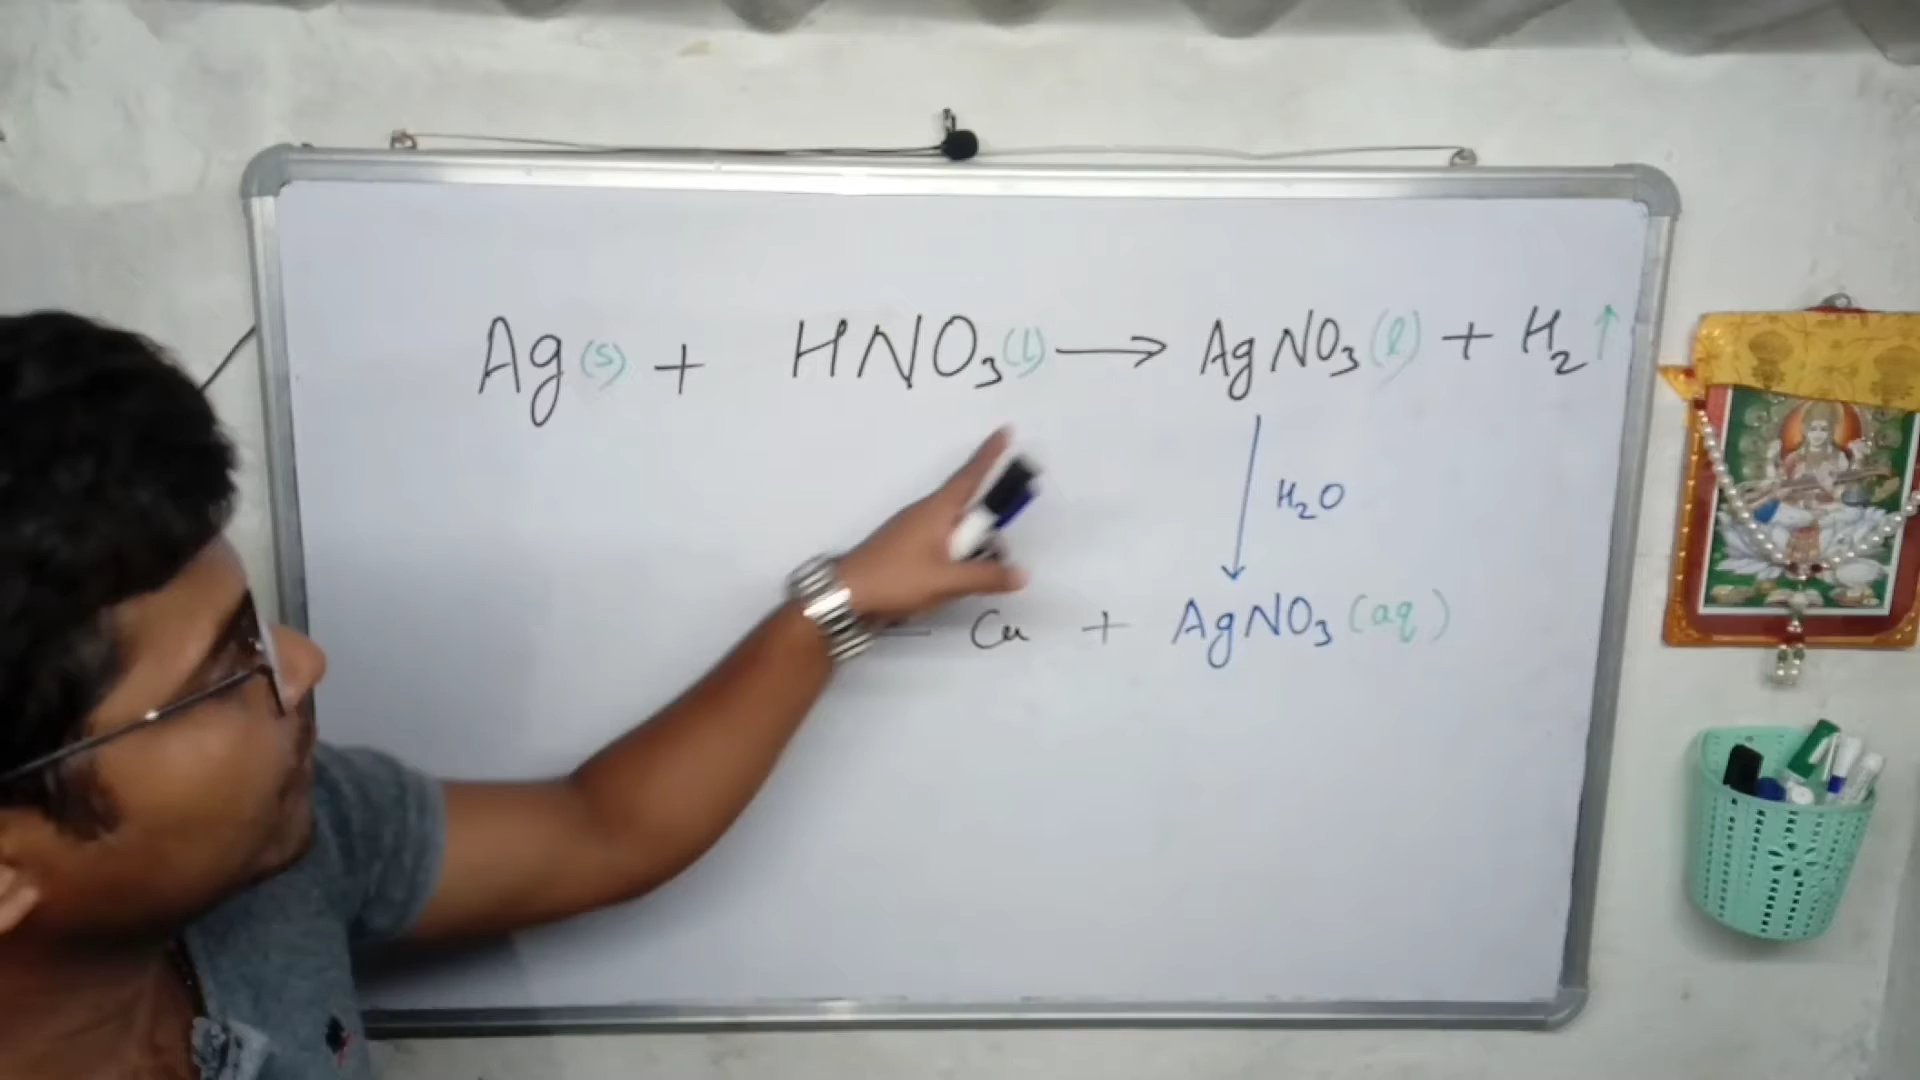 Ag(s) + HNO₃(l) → AgNO₃(l) + H₂↑
H₂O
Cu + AgNO₃(aq)